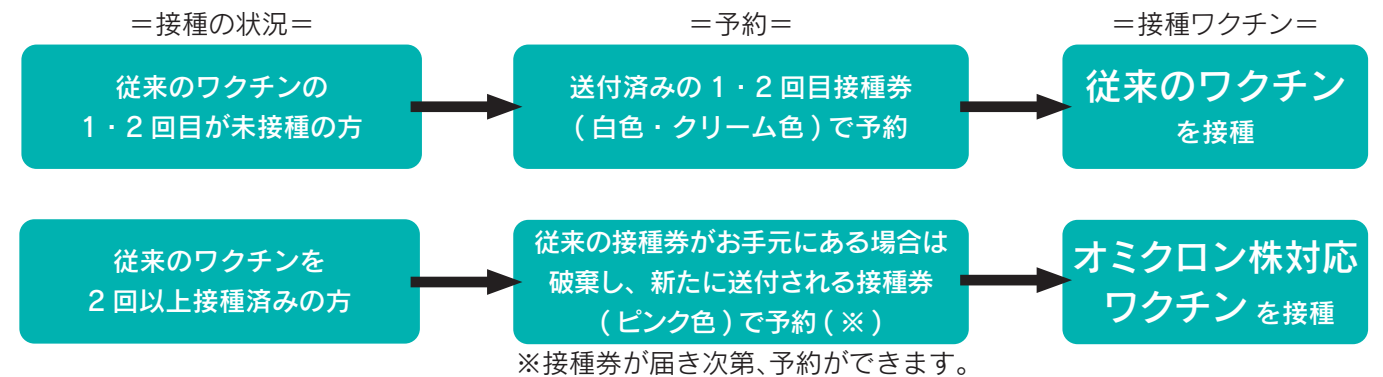 ＝接種の状況＝
＝予約＝
＝接種ワクチン＝
従来のワクチンの
1・2回目が未接種の方
送付済みの1・2回目接種券
(白色・クリーム色)で予約
従来のワクチン
を接種
従来のワクチンを
2回以上接種済みの方
従来の接種券がお手元にある場合は
破棄し、新たに送付される接種券
(ピンク色)で予約(※)
オミクロン株対応
ワクチンを接種
※接種券が届き次第、予約ができます。